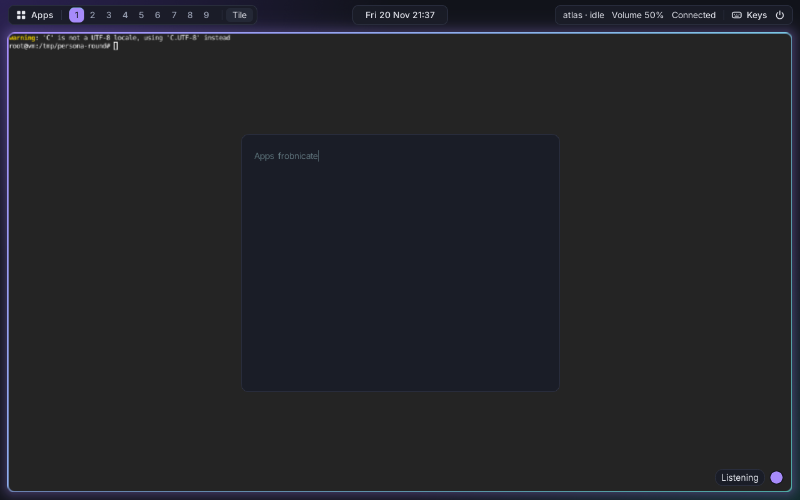 Apps 1 2 3 4 5 6 7 8 9 Tile Fri 20 Nov 21:37 atlas · idle Volume 50% Connected Keys
warning: 'C' is not a UTF-8 locale, using 'C.UTF-8' instead
root@vm:/tmp/persona-round#
Apps frobnicate
Listening